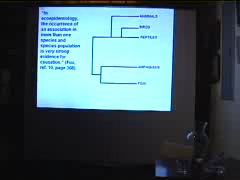 "In
ecoepidemiology,
the occurrence of
an association in
more than one
species and
species population
is very strong
evidence for
causation." (Fox,
ref. 10, page 368).
MAMMALS
BIRDS
REPTILES
AMPHIBIANS
FISH